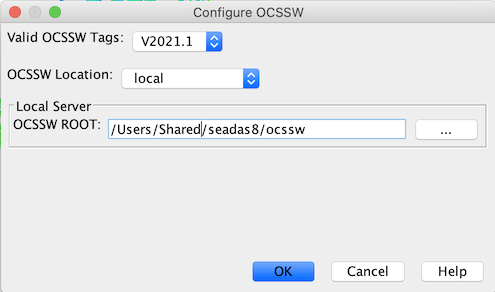 Configure OCSSW
Valid OCSSW Tags: V2021.1
OCSSW Location: local
Local Server
OCSSW ROOT: /Users/Shared/seadas8/ocssw ...
OK Cancel Help